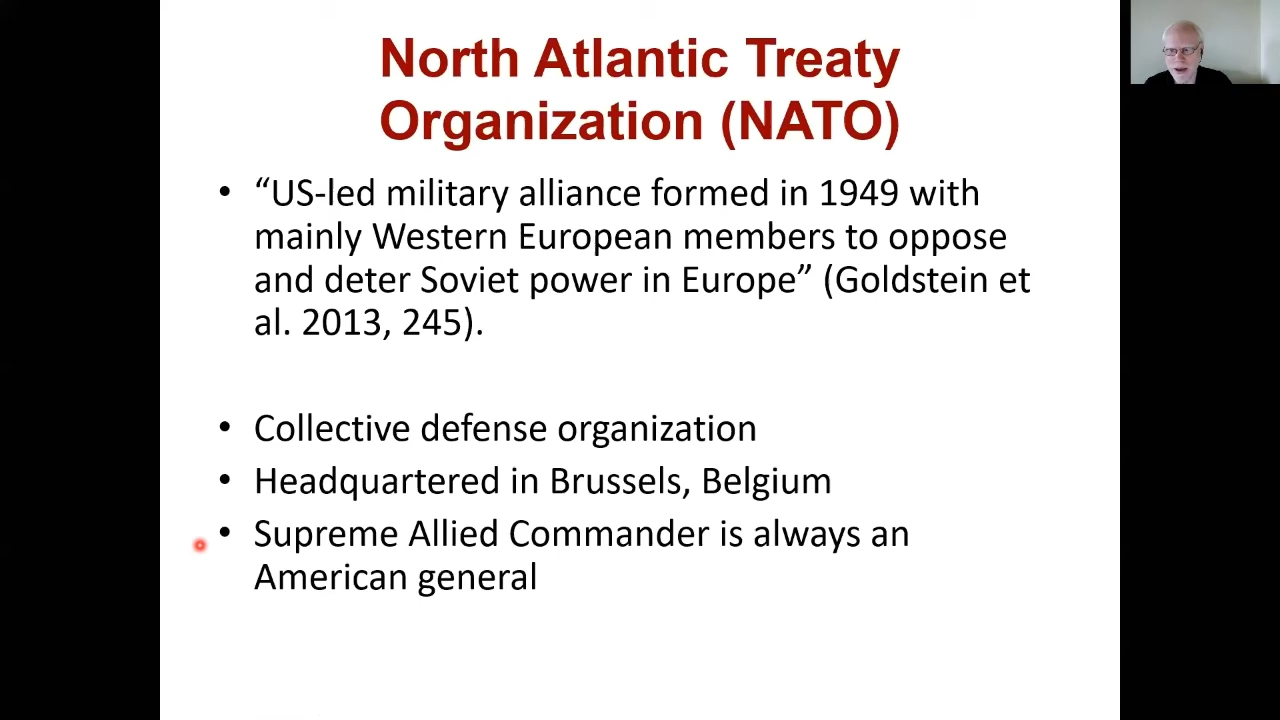 North Atlantic Treaty
Organization (NATO)
• “US-led military alliance formed in 1949 with
mainly Western European members to oppose
and deter Soviet power in Europe” (Goldstein et
al. 2013, 245).
• Collective defense organization
• Headquartered in Brussels, Belgium
• Supreme Allied Commander is always an
American general